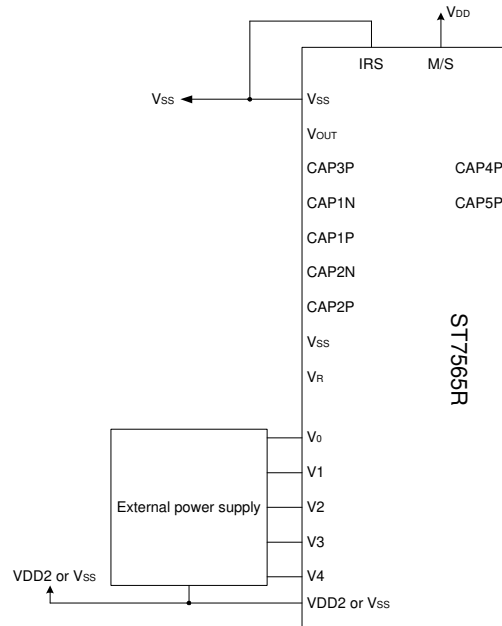 VDD
IRS M/S
VSS VSS
VOUT
CAP3P CAP4P
CAP1N CAP5P
CAP1P
CAP2N
CAP2P
VSS
VR
ST7565R
V0
V1
External power supply V2
V3
V4
VDD2 or VSS
VDD2 or VSS